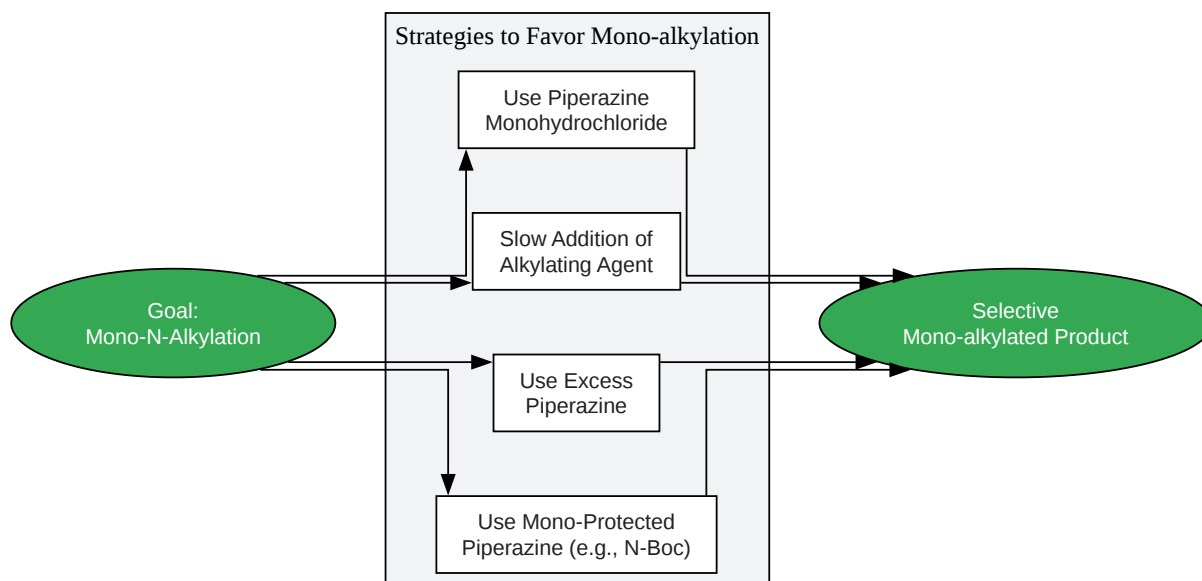 Strategies to Favor Mono-alkylation
Use Piperazine
Monohydrochloride
Slow Addition of
Alkylating Agent
Goal:
Mono-N-Alkylation
Selective
Mono-alkylated Product
Use Excess
Piperazine
Use Mono-Protected
Piperazine (e.g., N-Boc)